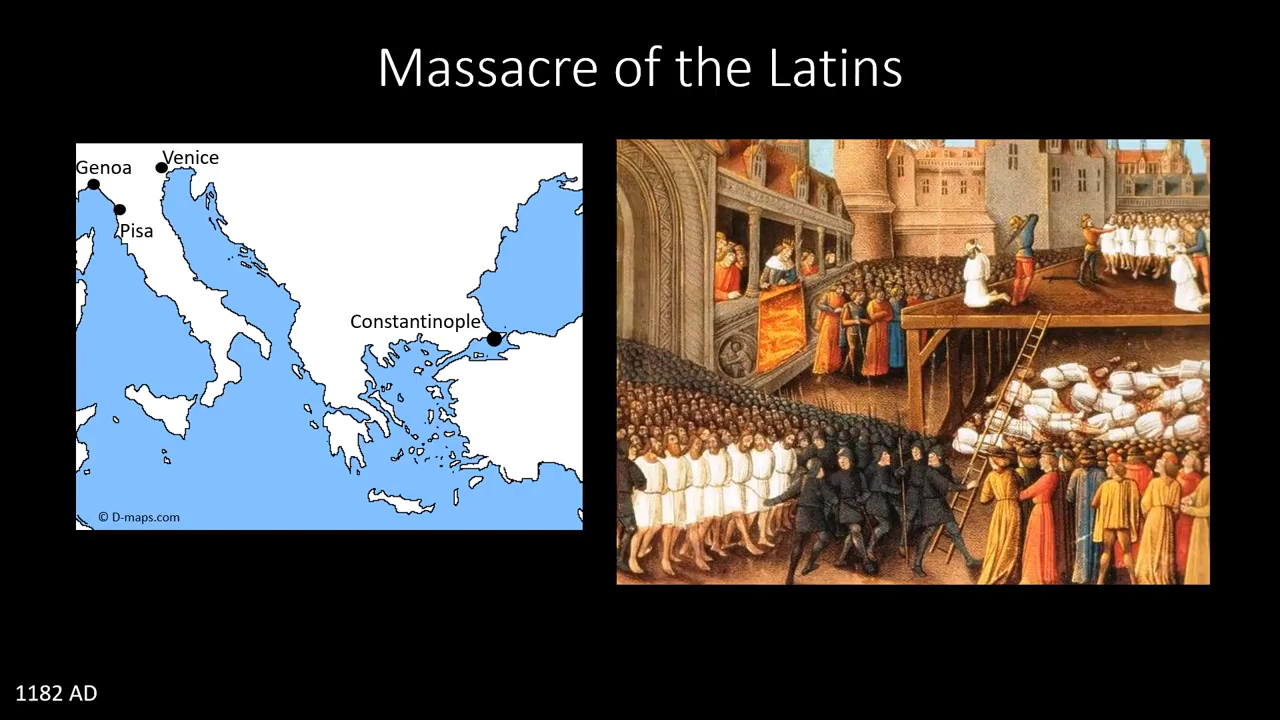 Massacre of the Latins
Genoa
Venice
Pisa
Constantinople
© D-maps.com
1182 AD